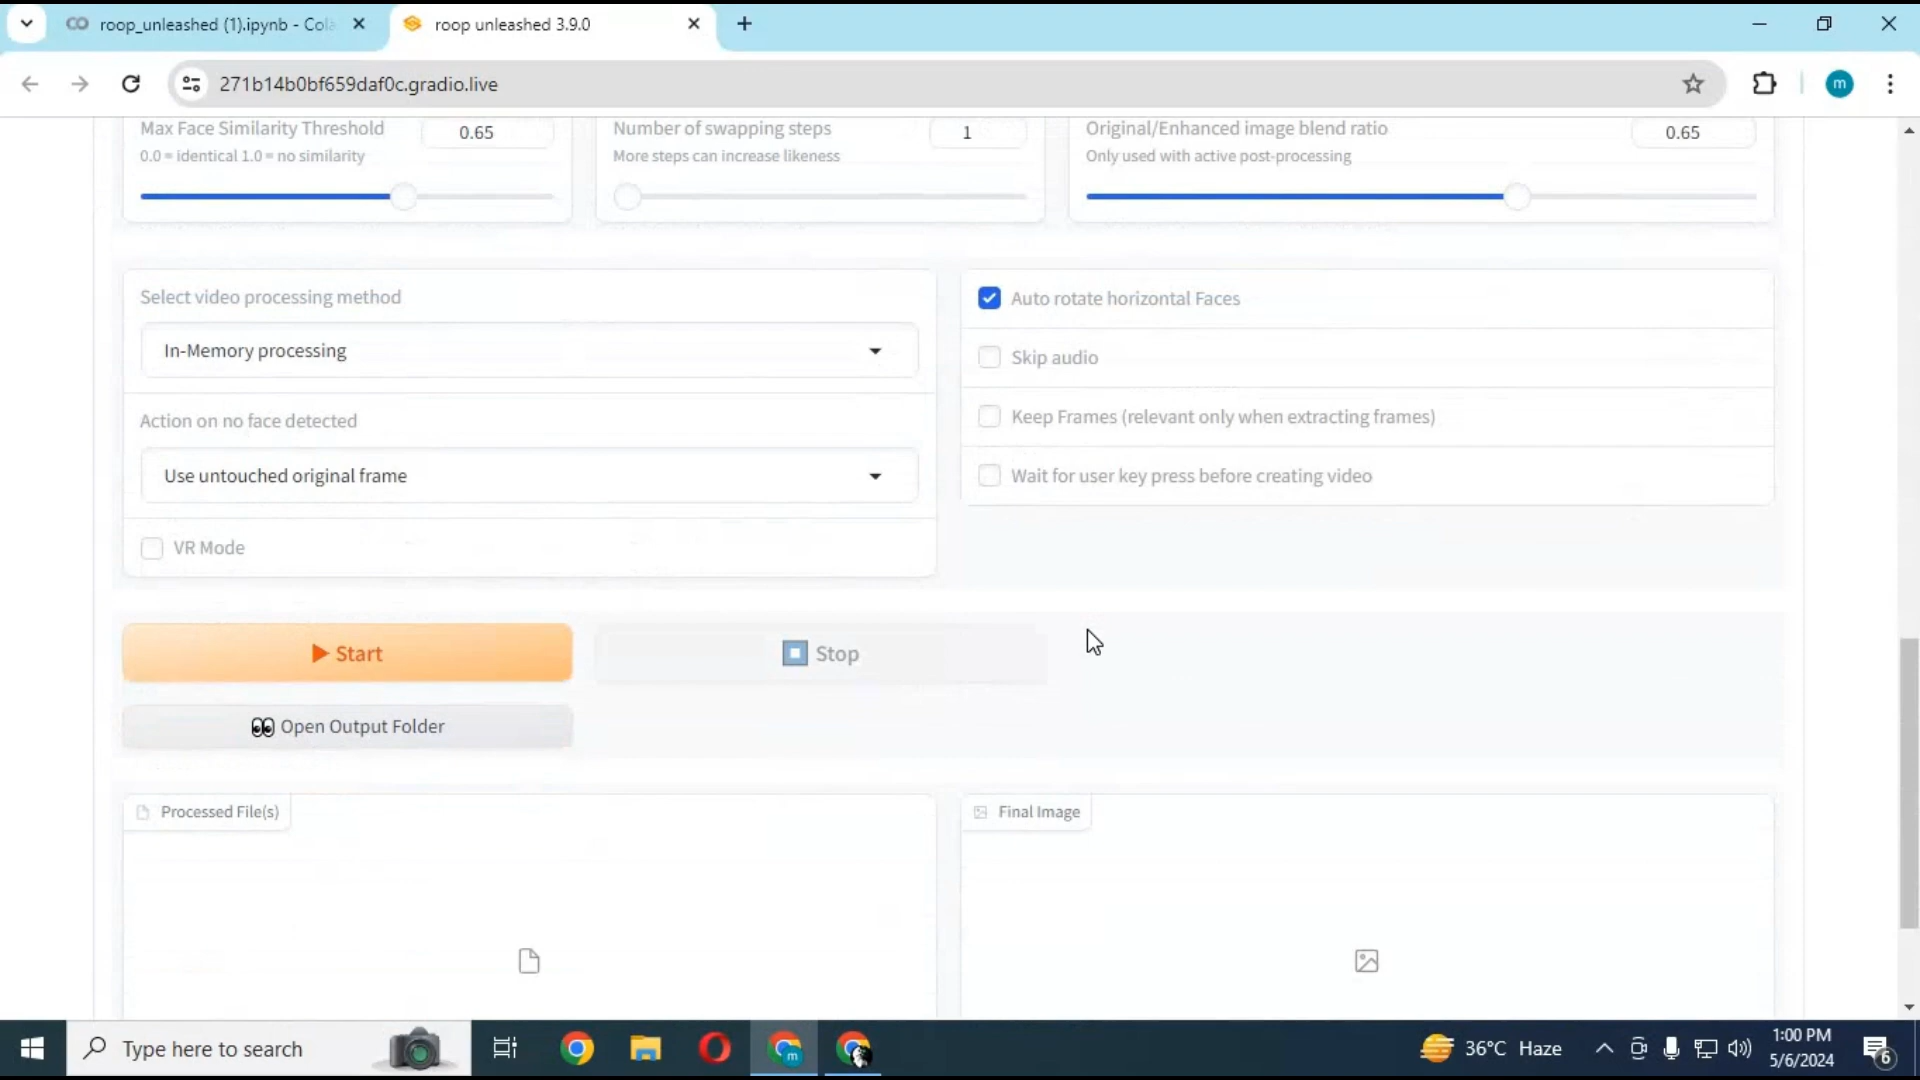 roop_unleashed (1).ipynb - Cola
roop unleashed 3.9.0
271b14b0bf659daf0c.gradio.live
m
Max Face Similarity Threshold
0.65
0.0 = identical 1.0 = no similarity
Number of swapping steps
1
More steps can increase likeness
Original/Enhanced image blend ratio
0.65
Only used with active post-processing
Select video processing method
In-Memory processing
Action on no face detected
Use untouched original frame
VR Mode
Auto rotate horizontal Faces
Skip audio
Keep Frames (relevant only when extracting frames)
Wait for user key press before creating video
Start
Stop
Open Output Folder
Processed File(s)
Final Image
Type here to search
m
36°C Haze
1:00 PM
5/6/2024
6